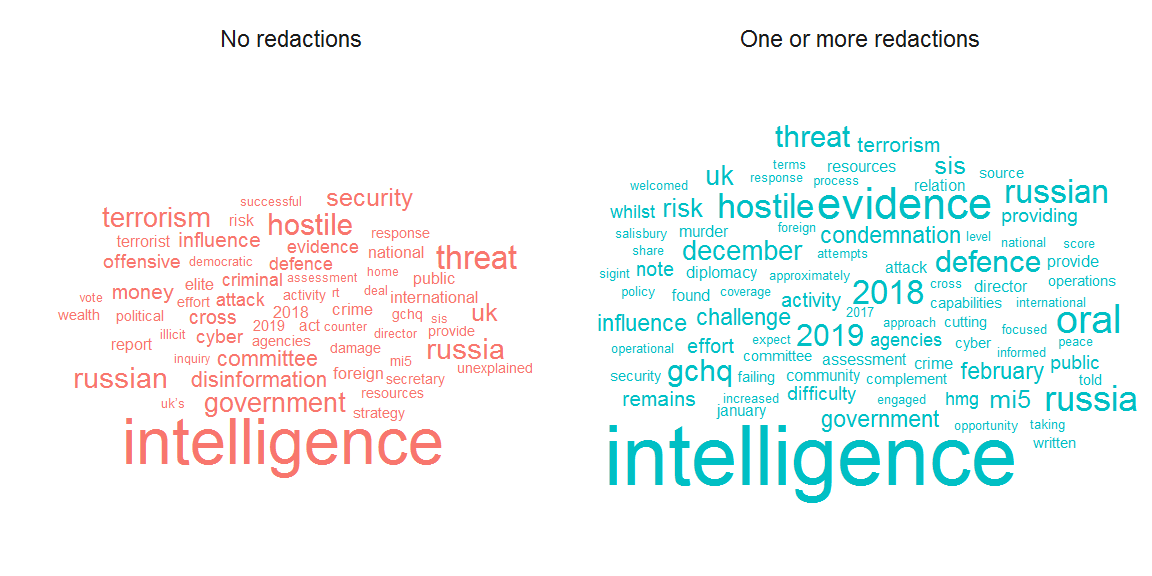 No redactions
successful security
terrorism risk hostile response
terrorist influence evidence national threat
offensive democratic defence home
elite criminal assessment public
vote money effort attack activity rt deal international
wealth political cross 2018 crime gchq sis uk
illicit cyber 2019 act counter director provide
report agencies damage russia
inquiry committee mi5 unexplained
russian disinformation foreign secretary
uk's government resources
strategy
intelligence
One or more redactions
threat terrorism
terms resources sis source
welcomed uk response process relation russian
whilst risk hostile evidence providing
salisbury murder foreign condemnation level national score
share december attempts defence provide
sigint note diplomacy approximately attack cross director operations
policy found coverage activity 2018 capabilities international
influence challenge 2017 approach cutting focused oral
operational effort expect 2019 agencies cyber informed peace
committee assessment crime public
security gchq failing community complement february told
remains increased difficulty engaged hmg mi5 russia
january government opportunity taking
written
intelligence